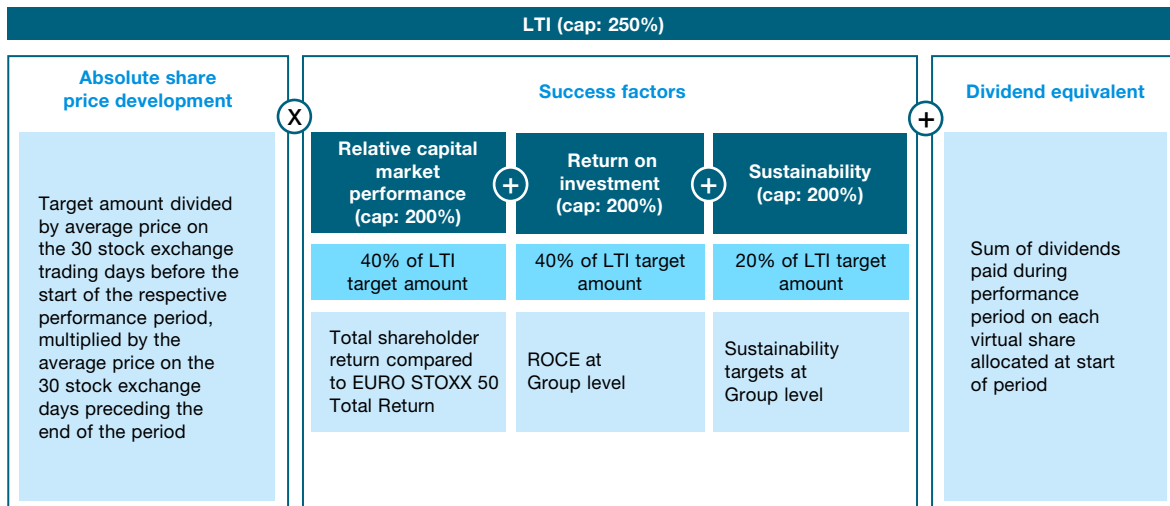 LTI (cap: 250%)
Absolute share
price development
X
Target amount divided
by average price on
the 30 stock exchange
trading days before the
start of the respective
performance period,
multiplied by the
average price on the
30 stock exchange
days preceding the
end of the period
Success factors
Relative capital
market
performance
(cap: 200%)
+
Return on
investment
(cap: 200%)
+
Sustainability
(cap: 200%)
40% of LTI
target amount
40% of LTI target
amount
20% of LTI target
amount
Total shareholder
return compared
to EURO STOXX 50
Total Return
ROCE at
Group level
Sustainability
targets at
Group level
+
Dividend equivalent
Sum of dividends
paid during
performance
period on each
virtual share
allocated at start
of period